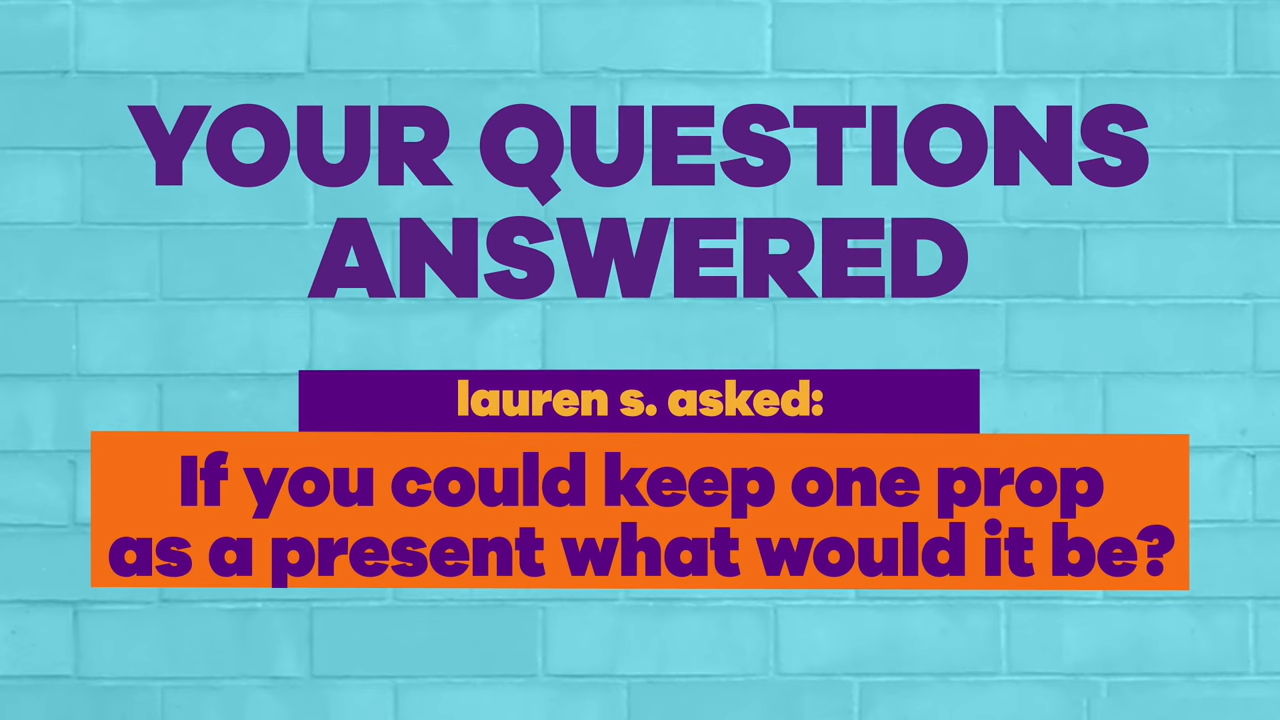 YOUR QUESTIONS
ANSWERED
lauren s. asked:
If you could keep one prop
as a present what would it be?